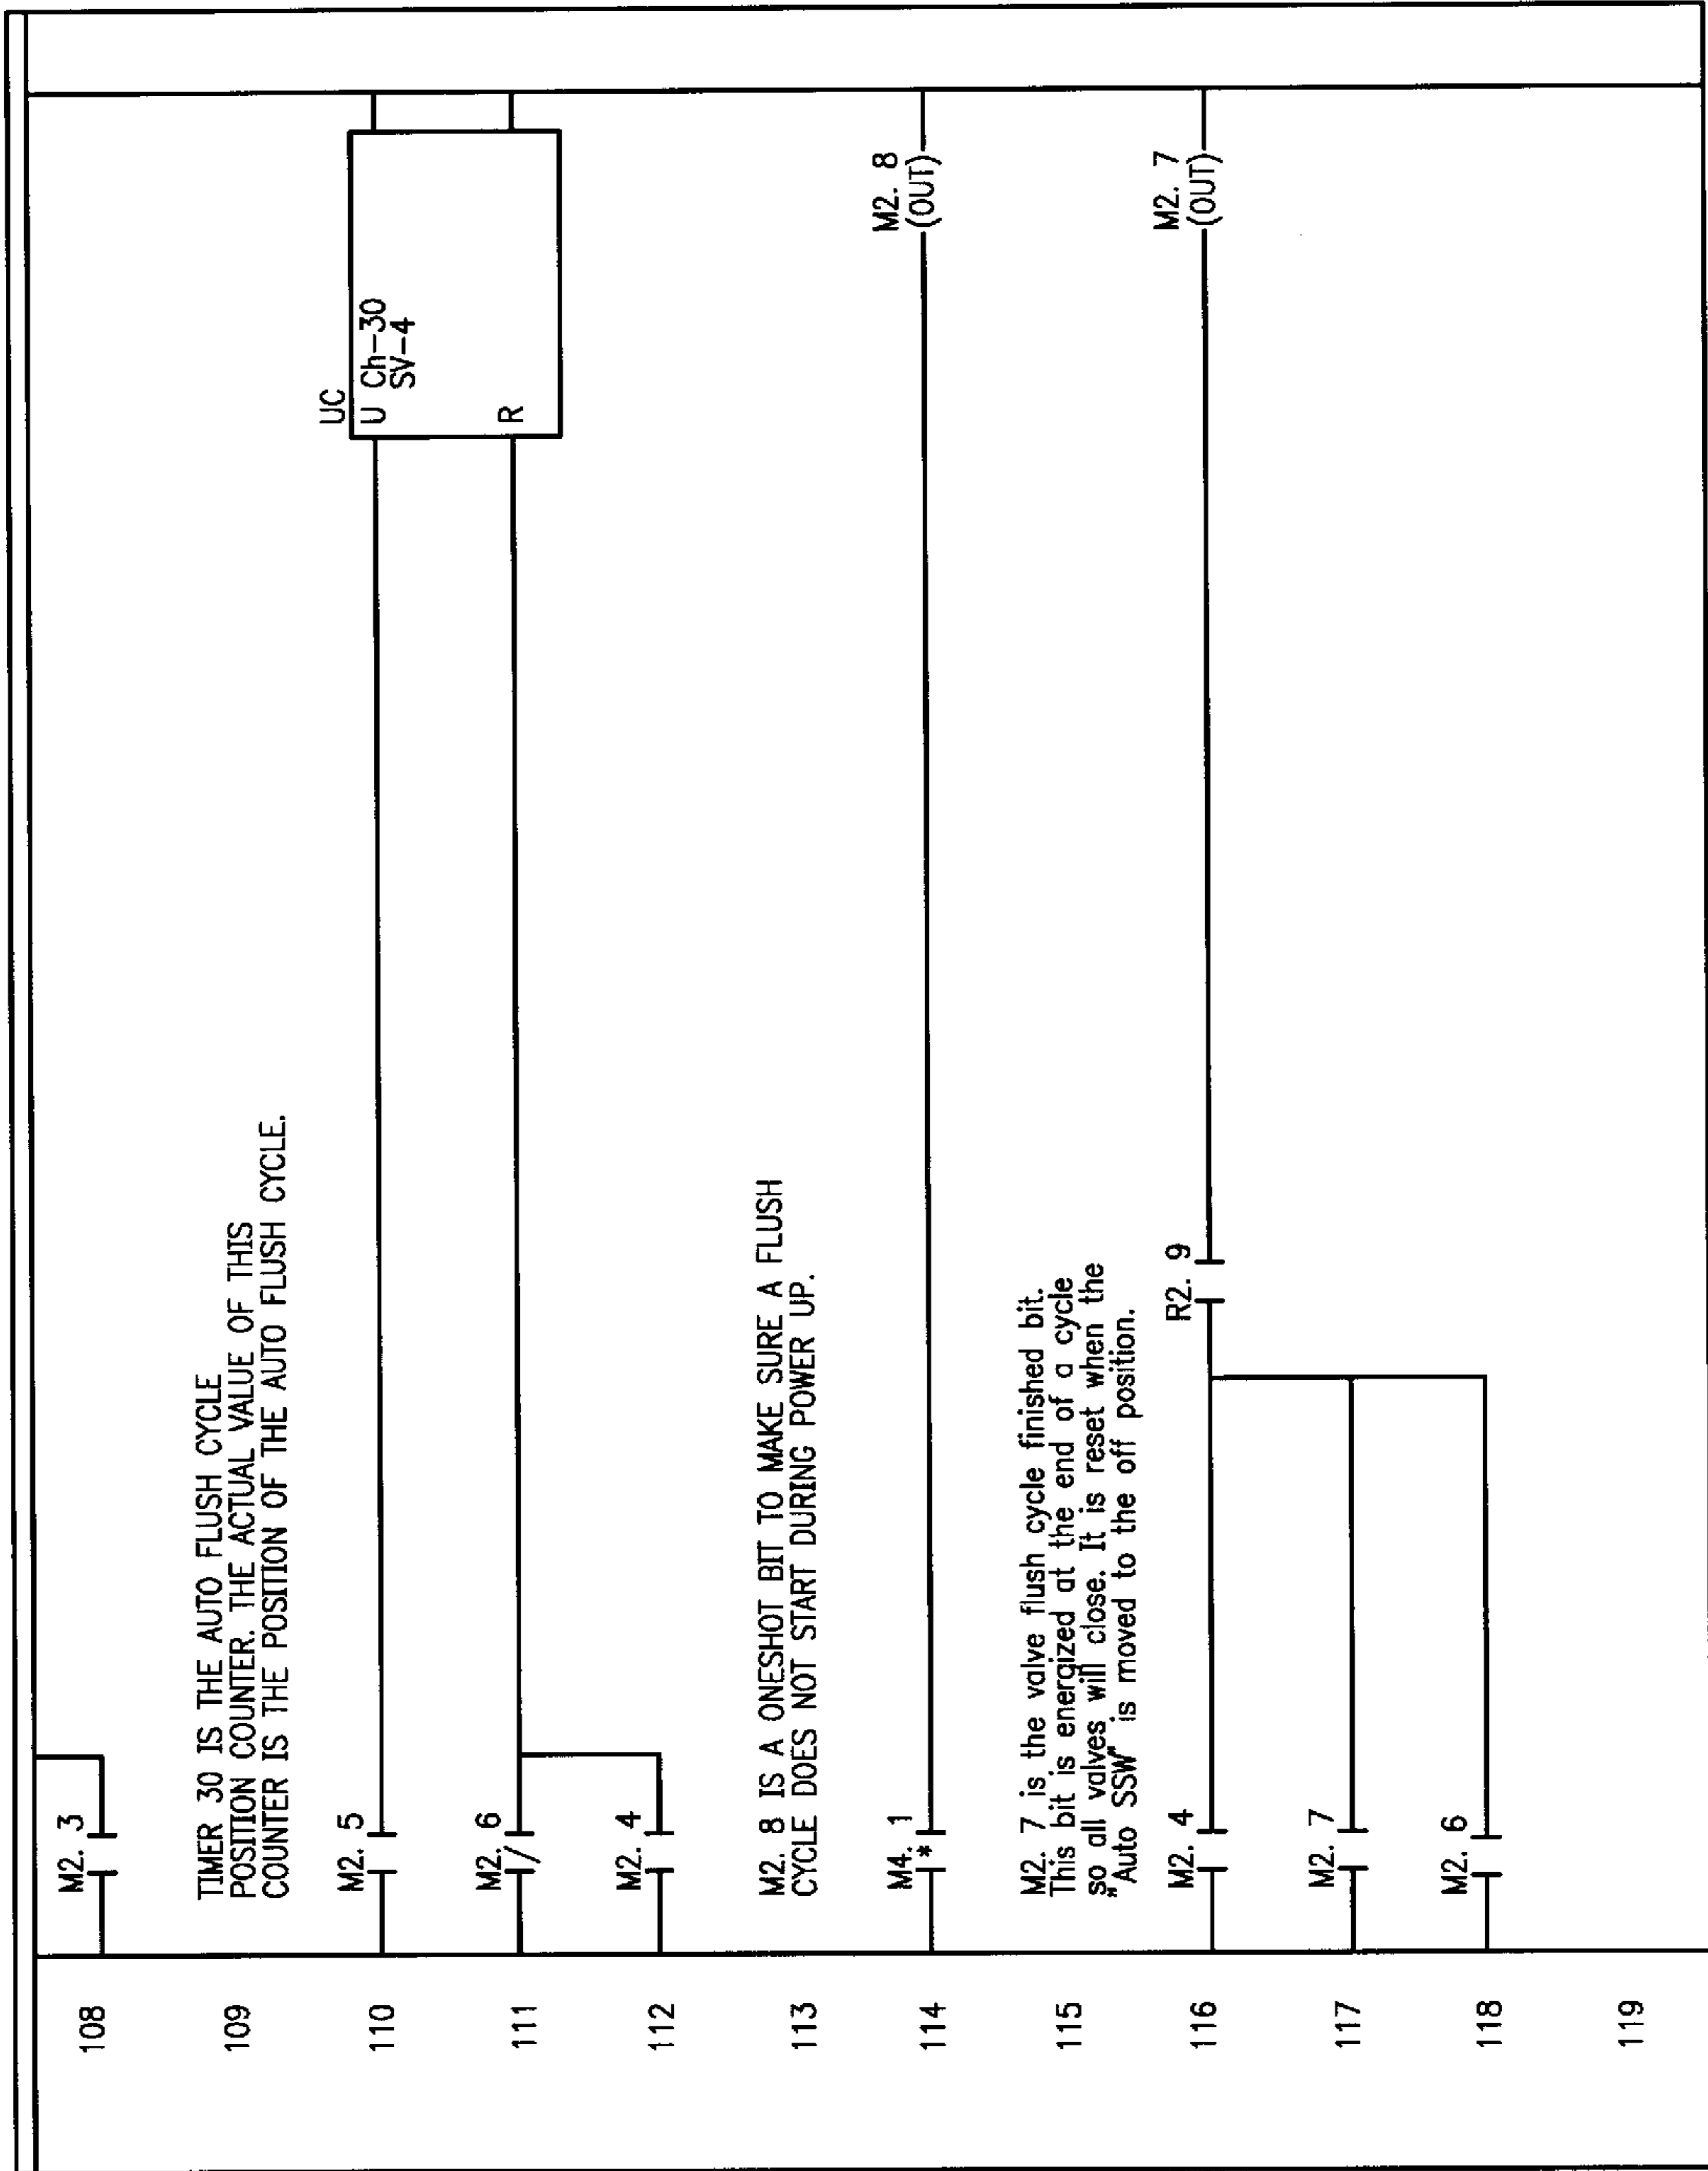 108
M2. 3
109
TIMER 30 IS THE AUTO FLUSH CYCLE
POSITION COUNTER. THE ACTUAL VALUE OF THIS
COUNTER IS THE POSITION OF THE AUTO FLUSH CYCLE.
UC
110
M2. 5
U Ch-30
SV-4
111
M2. 6
/
R
112
M2. 4
113
M2. 8 IS A ONESHOT BIT TO MAKE SURE A FLUSH
CYCLE DOES NOT START DURING POWER UP.
114
M4. 1
*
M2. 8
(OUT)
115
M2. 7 is the valve flush cycle finished bit.
This bit is energized at the end of a cycle
so all valves will close. It is reset when the
"Auto SSW" is moved to the off position.
116
M2. 4
R2. 9
M2. 7
(OUT)
117
M2. 7
118
M2. 6
119